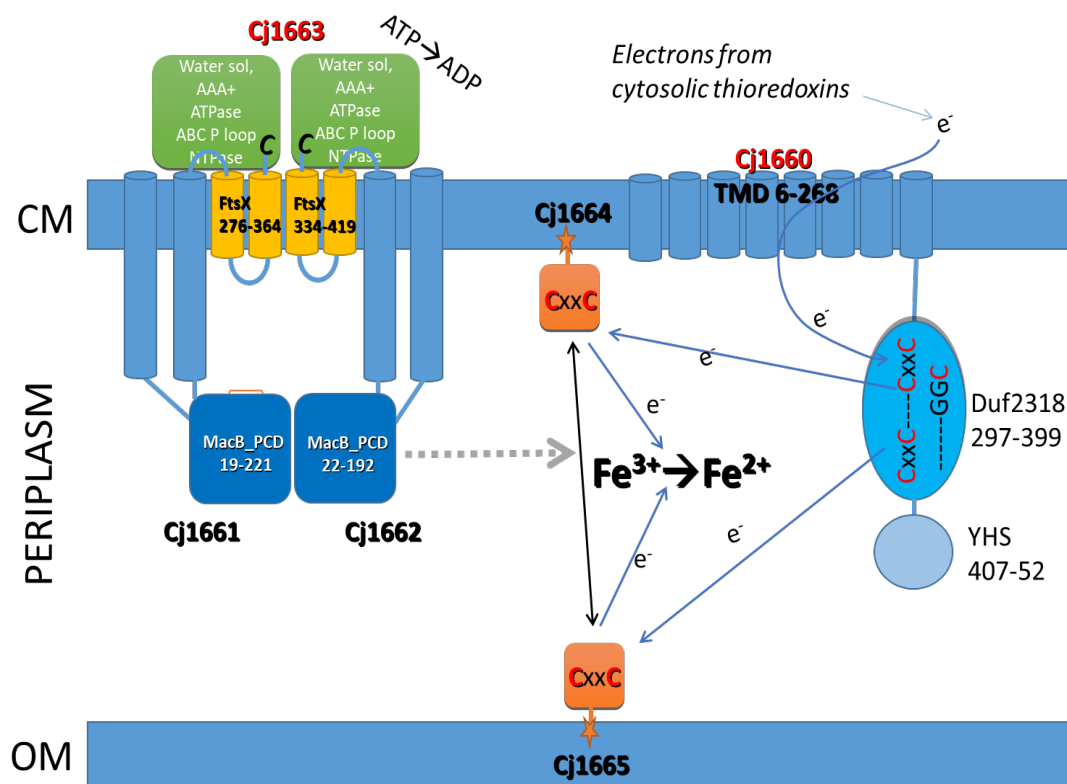 Cj1663
ATP→ADP
Water sol,
AAA+
ATPase
ABC P loop
NTPase
C
Water sol,
AAA+
ATPase
ABC P loop
NTPase
C
Electrons from
cytosolic thioredoxins
e-
CM
FtsX
276-364
FtsX
334-419
Cj1664
Cj1660
TMD 6-268
CxxC
e-
e-
e-
CxxC-----CxxC
------GGC
Duf2318
297-399
PERIPLASM
MacB_PCD
19-221
MacB_PCD
22-192
Fe3+→Fe2+
Cj1661
Cj1662
e-
e-
YHS
407-52
CxxC
OM
Cj1665